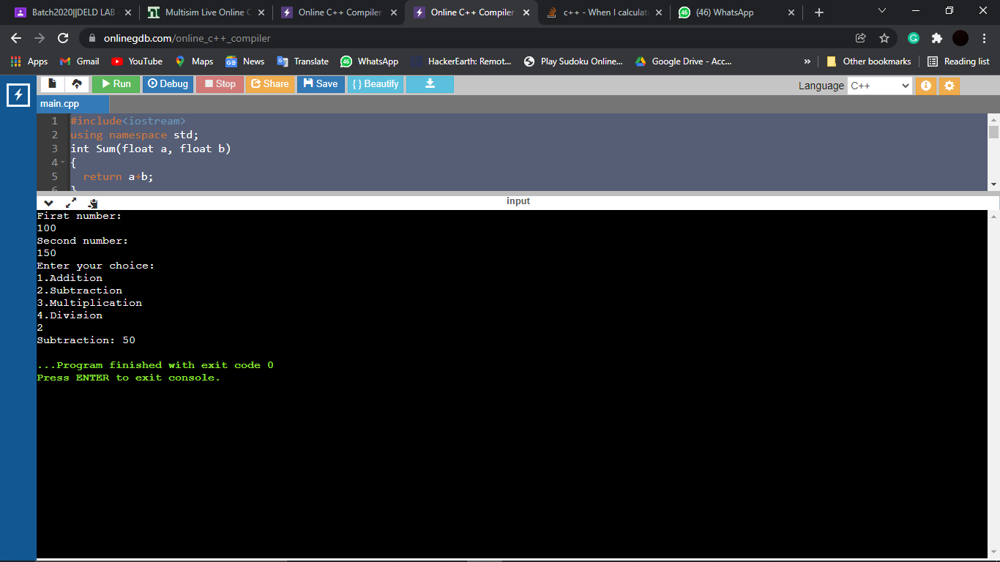 Batch2020||DELD LAB
Multisim Live Online C
Online C++ Compiler
Online C++ Compiler
c++ - When I calculat
(46) WhatsApp
onlinegdb.com/online_c++_compiler
Apps Gmail YouTube Maps News Translate WhatsApp HackerEarth: Remot... Play Sudoku Online... Google Drive - Acc... » Other bookmarks Reading list
Run Debug Stop Share Save { } Beautify Language C++
main.cpp
1 #include<iostream>
2 using namespace std;
3 int Sum(float a, float b)
4 {
5 return a+b;
6 }
input
First number:
100
Second number:
150
Enter your choice:
1.Addition
2.Subtraction
3.Multiplication
4.Division
2
Subtraction: 50
...Program finished with exit code 0
Press ENTER to exit console.